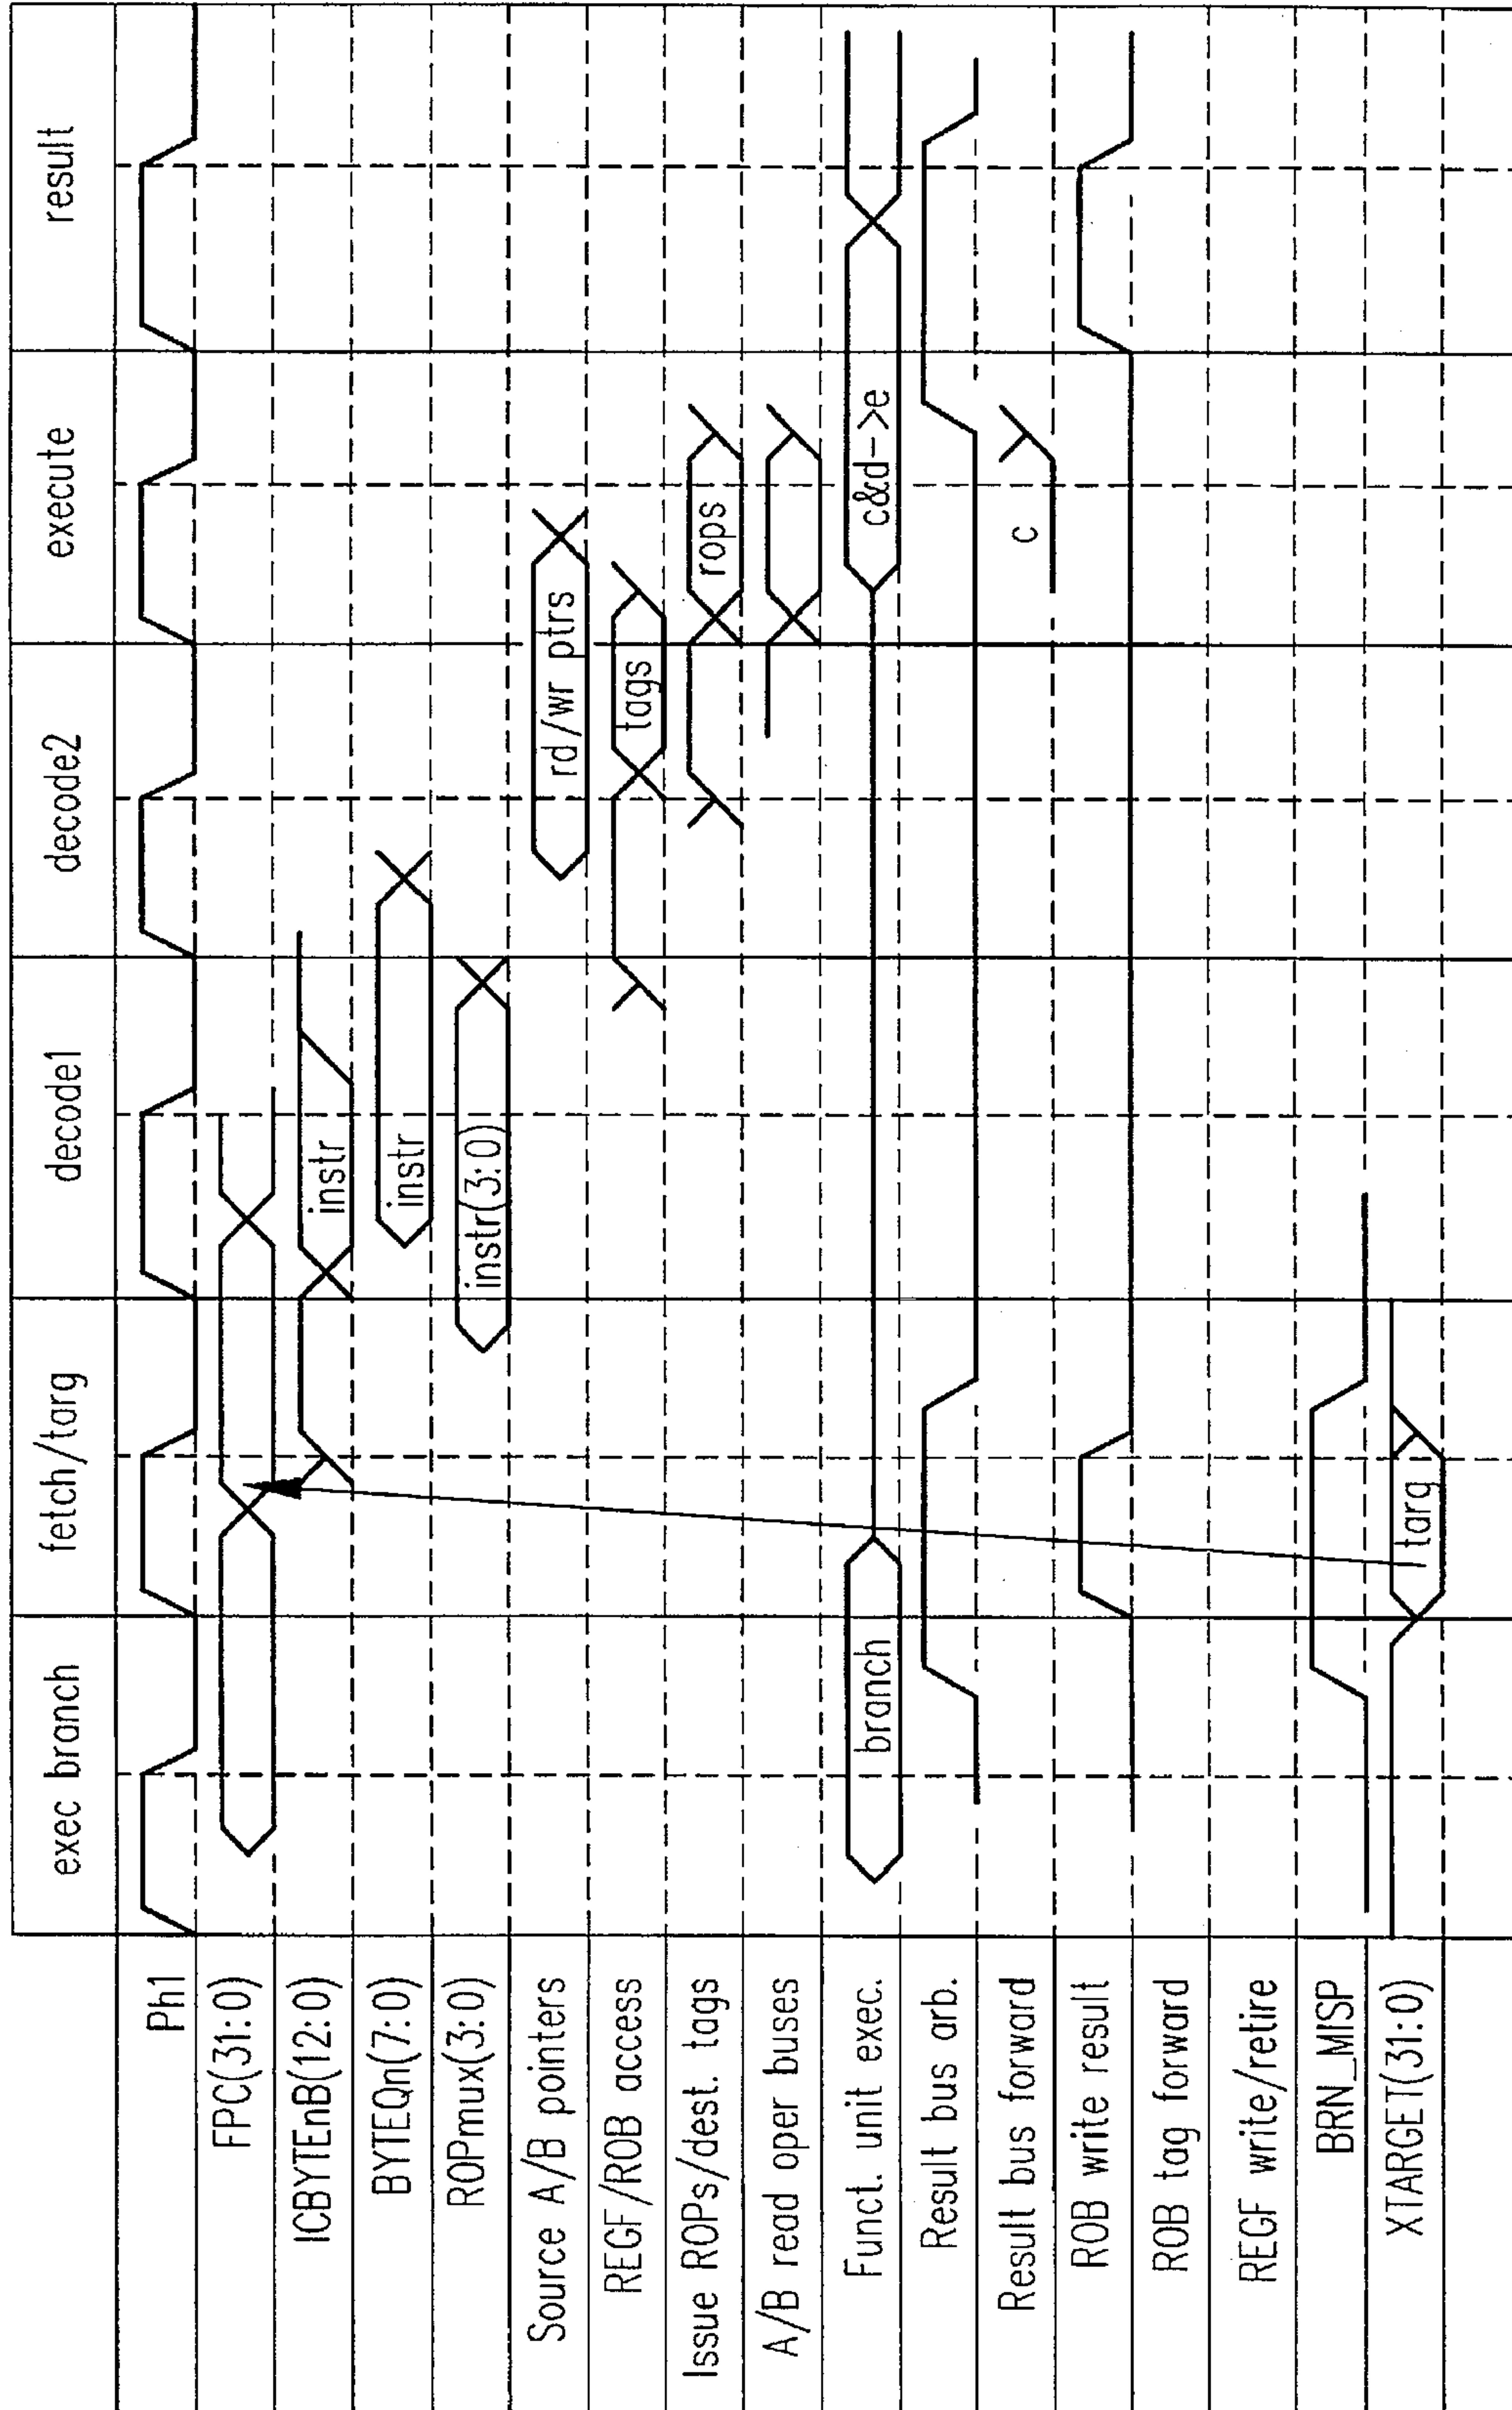 exec branch
fetch/targ
decode1
decode2
execute
result
Ph1
FPC(31:0)
ICBYTEnB(12:0)
instr
BYTEQn(7:0)
instr
ROPmux(3:0)
instr(3:0)
Source A/B pointers
rd/wr ptrs
REGF/ROB access
tags
Issue ROPs/dest. tags
rops
A/B read oper buses
Funct. unit exec.
branch
c&d->e
Result bus arb.
Result bus forward
c
ROB write result
ROB tag forward
REGF write/retire
BRN_MISP
XTARGET(31:0)
targ